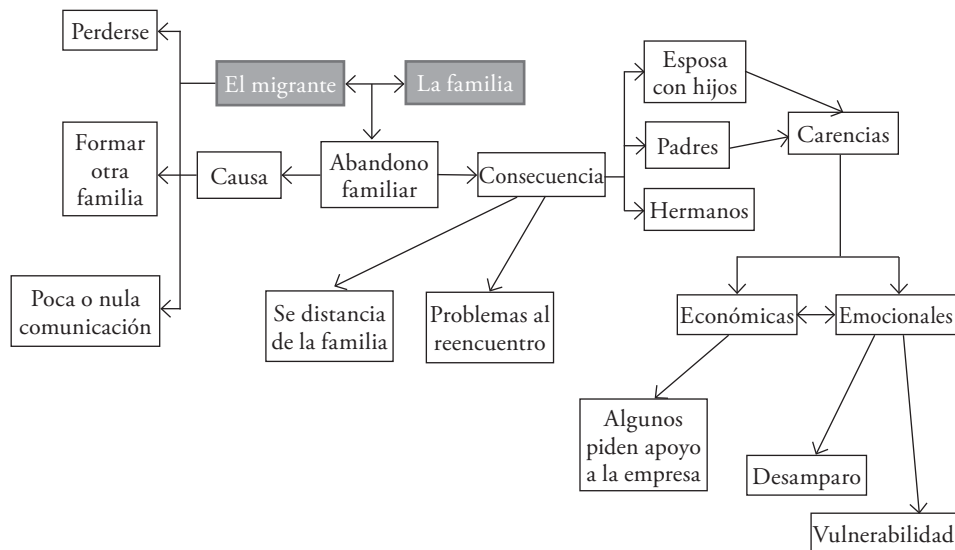 Perderse
El migrante
La familia
Esposa
con hijos
Carencias
Formar
otra
familia
Causa
Abandono
familiar
Consecuencia
Padres
Hermanos
Poca o nula
comunicación
Se distancia
de la familia
Problemas al
reencuentro
Económicas
Emocionales
Algunos
piden apoyo
a la empresa
Desamparo
Vulnerabilidad